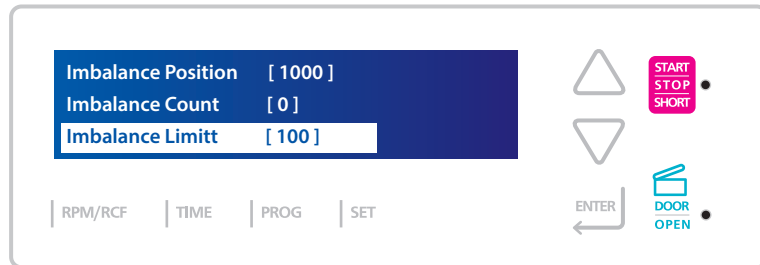 Imbalance Position [ 1000 ]
Imbalance Count [ 0 ]
Imbalance Limitt [ 100 ]
RPM/RCF TIME PROG SET
START
STOP
SHORT
ENTER
DOOR
OPEN